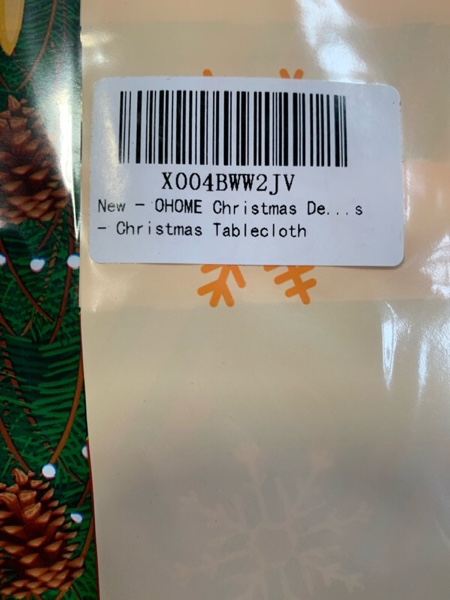 X004BWW2JV
New - OHOME Christmas De...s
- Christmas Tablecloth